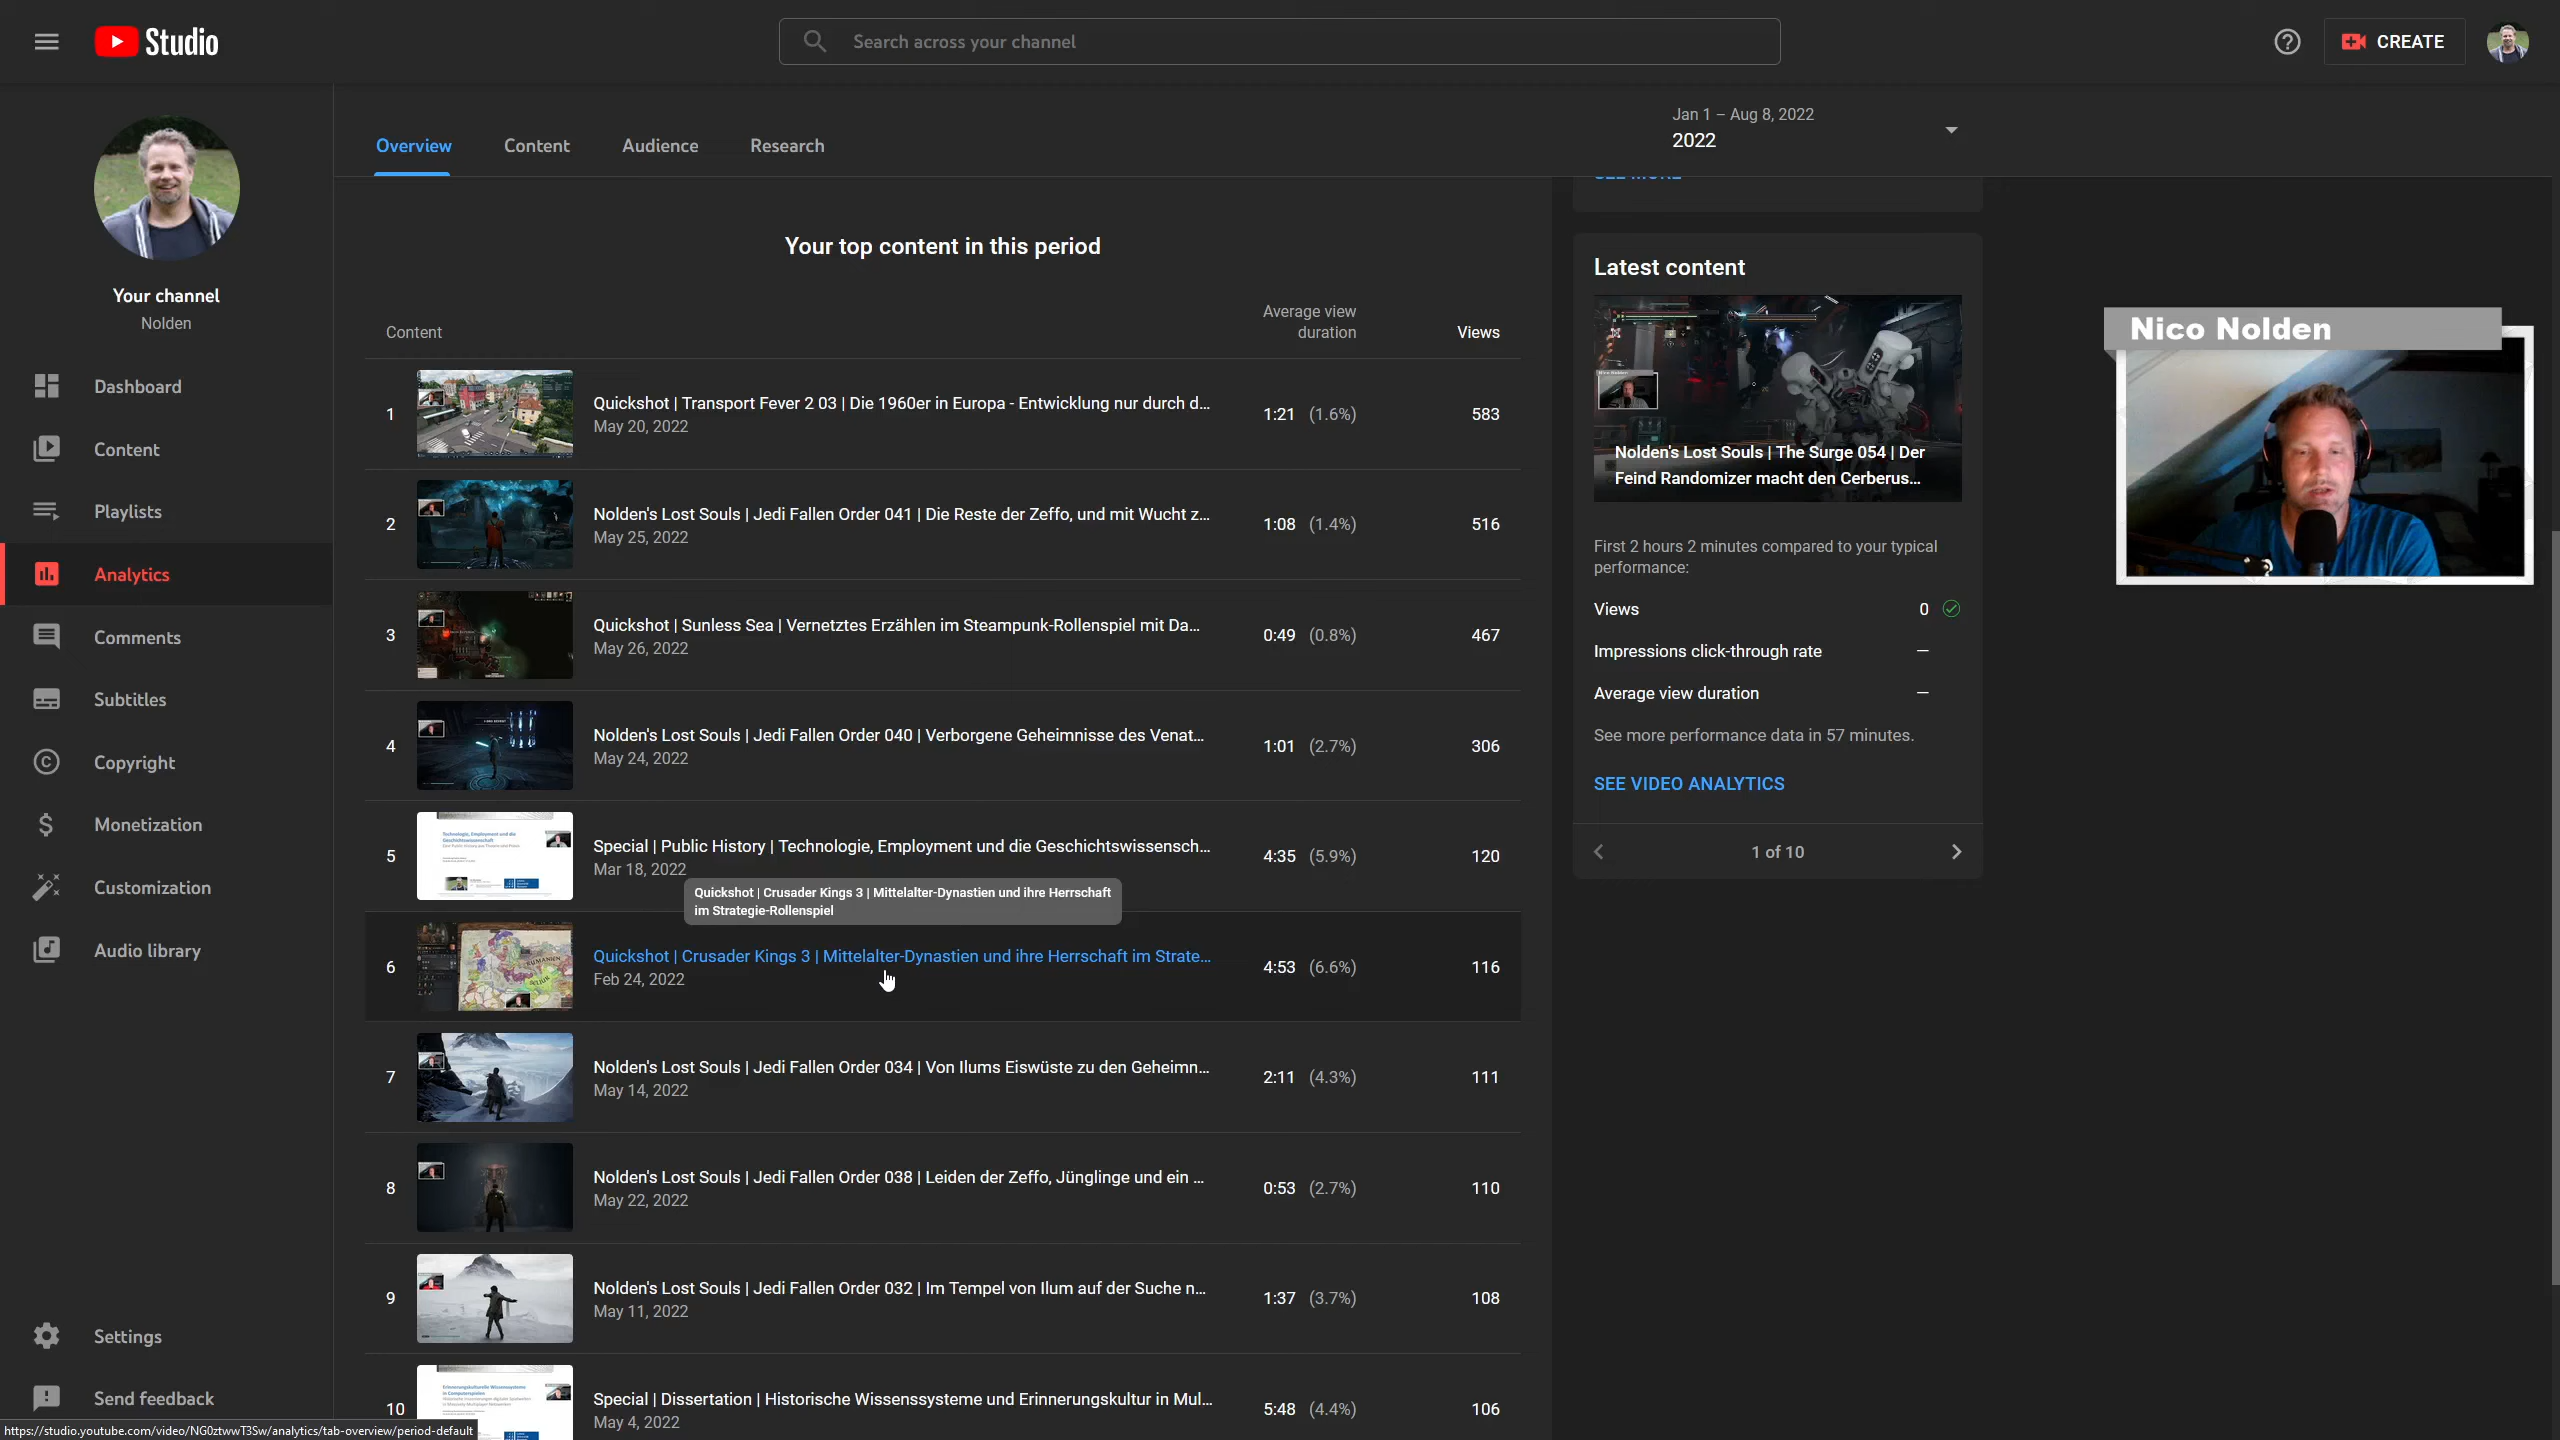 Studio
Search across your channel
CREATE
Your channel
Nolden
Dashboard
Content
Playlists
Analytics
Comments
Subtitles
Copyright
Monetization
Customization
Audio library
Settings
Send feedback
https://studio.youtube.com/video/NG0ztwwT3Sw/analytics/tab-overview/period-default
Overview
Content
Audience
Research
Jan 1 – Aug 8, 2022
2022
SEE MORE
Your top content in this period
Content
Average view
duration
Views
1
Quickshot | Transport Fever 2 03 | Die 1960er in Europa - Entwicklung nur durch d...
May 20, 2022
1:21 (1.6%)
583
2
Nolden's Lost Souls | Jedi Fallen Order 041 | Die Reste der Zeffo, und mit Wucht z...
May 25, 2022
1:08 (1.4%)
516
3
Quickshot | Sunless Sea | Vernetztes Erzählen im Steampunk-Rollenspiel mit Da...
May 26, 2022
0:49 (0.8%)
467
4
Nolden's Lost Souls | Jedi Fallen Order 040 | Verborgene Geheimnisse des Venat...
May 24, 2022
1:01 (2.7%)
306
5
Technologie, Employment und die
Geschichtswissenschaft
Special | Public History | Technologie, Employment und die Geschichtswissensch...
Mar 18, 2022
4:35 (5.9%)
120
Quickshot | Crusader Kings 3 | Mittelalter-Dynastien und ihre Herrschaft
im Strategie-Rollenspiel
6
Quickshot | Crusader Kings 3 | Mittelalter-Dynastien und ihre Herrschaft im Strate...
Feb 24, 2022
4:53 (6.6%)
116
7
Nolden's Lost Souls | Jedi Fallen Order 034 | Von Ilums Eiswüste zu den Geheimn...
May 14, 2022
2:11 (4.3%)
111
8
Nolden's Lost Souls | Jedi Fallen Order 038 | Leiden der Zeffo, Jünglinge und ein ...
May 22, 2022
0:53 (2.7%)
110
9
Nolden's Lost Souls | Jedi Fallen Order 032 | Im Tempel von Ilum auf der Suche n...
May 11, 2022
1:37 (3.7%)
108
10
Erinnerungskulturelle Wissenssysteme
in Computerspielen
Special | Dissertation | Historische Wissenssysteme und Erinnerungskultur in Mul...
May 4, 2022
5:48 (4.4%)
106
Latest content
Nolden's Lost Souls | The Surge 054 | Der
Feind Randomizer macht den Cerberus...
First 2 hours 2 minutes compared to your typical
performance:
Views 0
Impressions click-through rate —
Average view duration —
See more performance data in 57 minutes.
SEE VIDEO ANALYTICS
1 of 10
Nico Nolden